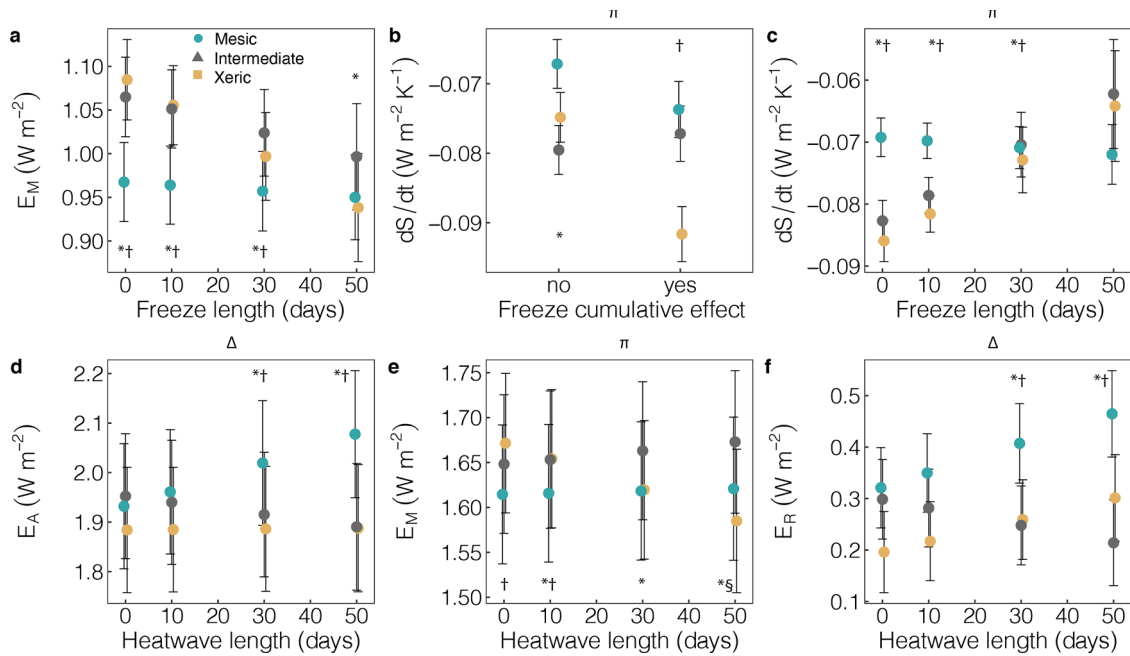 π
π
a
Mesic
Intermediate
Xeric
*
*†
*†
*†
1.10
1.05
1.00
0.95
0.90
E_M (W m⁻²)
0 10 20 30 40 50
Freeze length (days)
b
†
*
−0.07
−0.08
−0.09
dS/dt (W m⁻² K⁻¹)
no yes
Freeze cumulative effect
c
*† *† *†
−0.06
−0.07
−0.08
−0.09
dS/dt (W m⁻² K⁻¹)
0 10 20 30 40 50
Freeze length (days)
Δ
π
Δ
d
*† *†
2.2
2.1
2.0
1.9
1.8
E_A (W m⁻²)
0 10 20 30 40 50
Heatwave length (days)
e
1.75
1.70
1.65
1.60
1.55
1.50
E_M (W m⁻²)
† *† * *§
0 10 20 30 40 50
Heatwave length (days)
f
*† *†
0.5
0.4
0.3
0.2
0.1
E_R (W m⁻²)
0 10 20 30 40 50
Heatwave length (days)